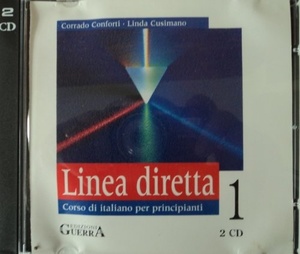 2
CD
Corrado Conforti · Linda Cusimano
Linea diretta
1
Corso di italiano per principianti
EDIZIONI
GUERRA
2 CD